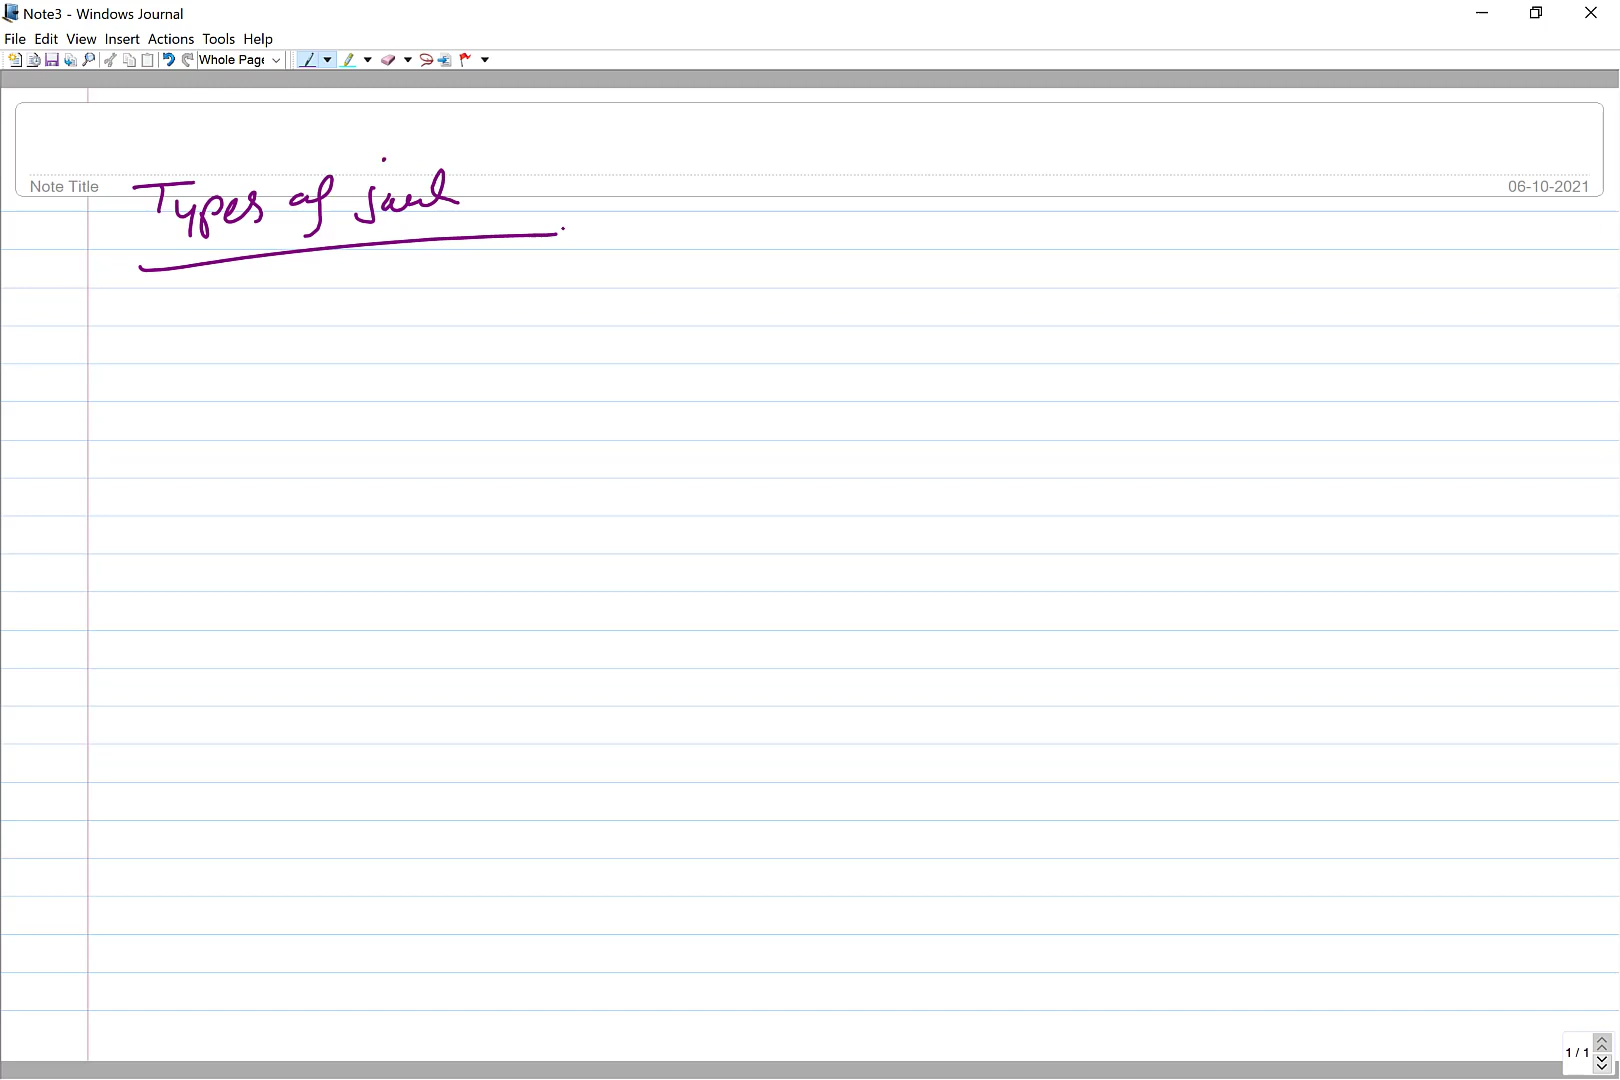 Note3 - Windows Journal
File Edit View Insert Actions Tools Help
Whole Page
Note Title
06-10-2021
Types of
1 / 1